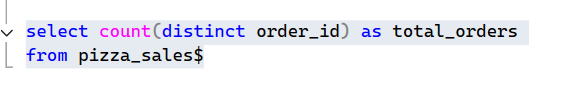 select count(distinct order_id) as total_orders
from pizza_sales$